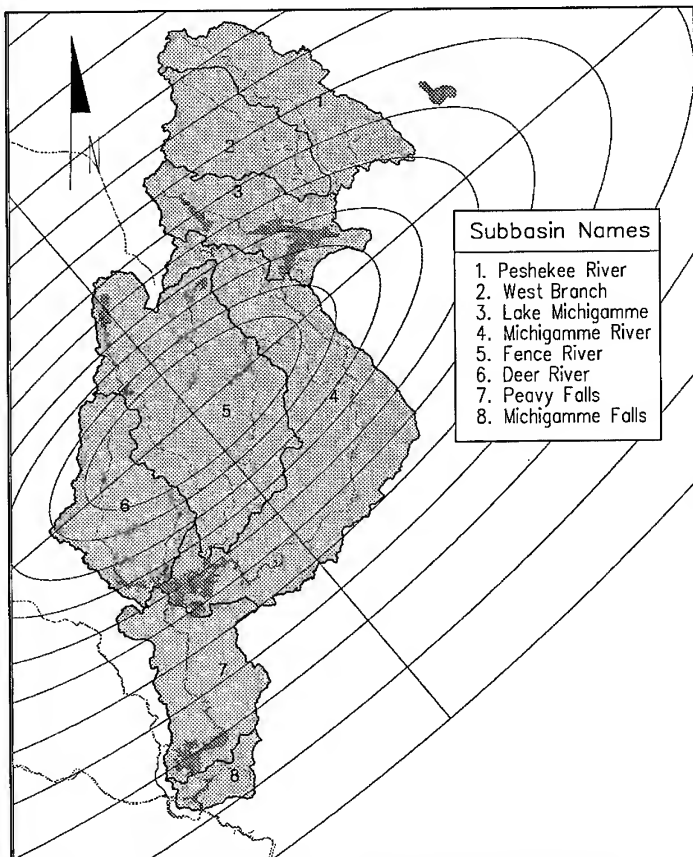 N
1
2
3
4
5
6
7
8
Subbasin Names
1. Peshekee River
2. West Branch
3. Lake Michigamme
4. Michigamme River
5. Fence River
6. Deer River
7. Peavy Falls
8. Michigamme Falls